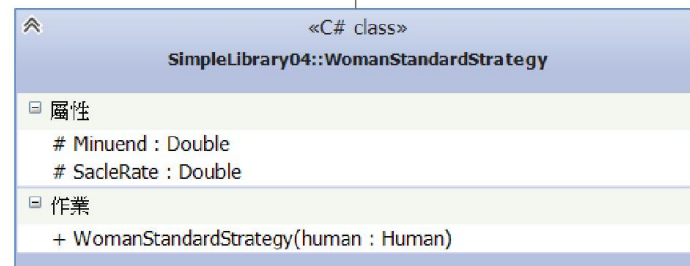 «C# class»
SimpleLibrary04::WomanStandardStrategy
屬性
# Minuend : Double
# SacleRate : Double
作業
+ WomanStandardStrategy(human : Human)